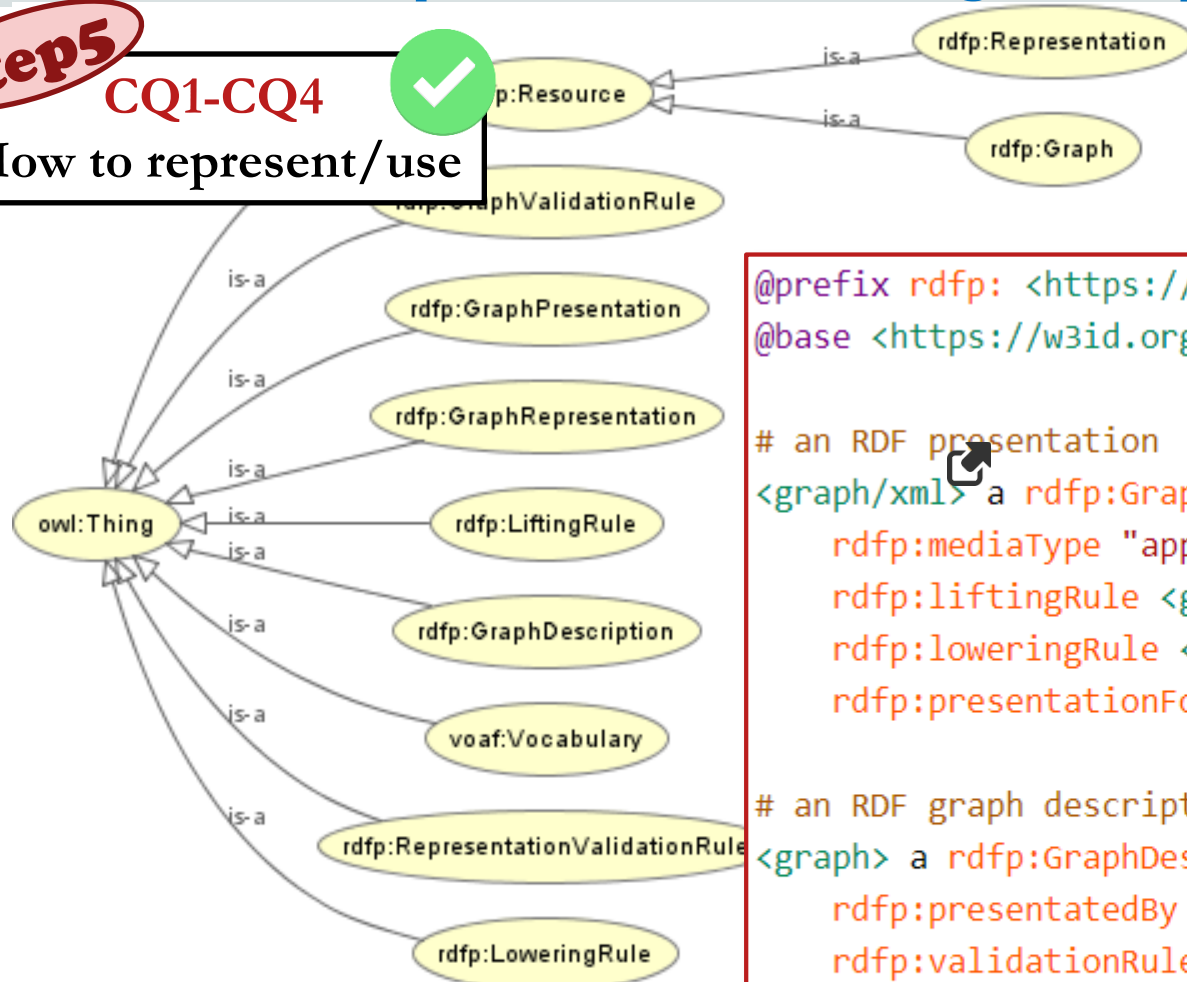 ep5
CQ1-CQ4
How to represent/use
p:Resource
is-a
rdfp:Representation
is-a
rdfp:Graph
rdfp:GraphValidationRule
is-a
rdfp:GraphPresentation
is-a
rdfp:GraphRepresentation
is-a
owl:Thing
is-a
rdfp:LiftingRule
is-a
rdfp:GraphDescription
is-a
voaf:Vocabulary
is-a
rdfp:RepresentationValidationRule
is-a
rdfp:LoweringRule
@prefix rdfp: <https://
@base <https://w3id.org
# an RDF presentation
<graph/xml> a rdfp:Grap
rdfp:mediaType "app
rdfp:liftingRule <g
rdfp:loweringRule <
rdfp:presentationFo
# an RDF graph descript
<graph> a rdfp:GraphDes
rdfp:presentatedBy
rdfp:validationRule